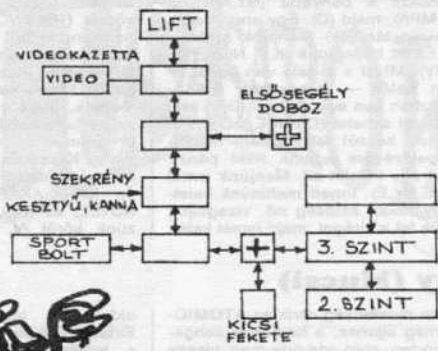 LIFT
VIDEOKAZETTA
VIDEO
ELSŐSEGÉLY
DOBOZ
SZEKRÉNY
KESZTYŰ, KANNA
SPORT
BOLT
3. SZINT
2. SZINT
KICSI
FEKETE